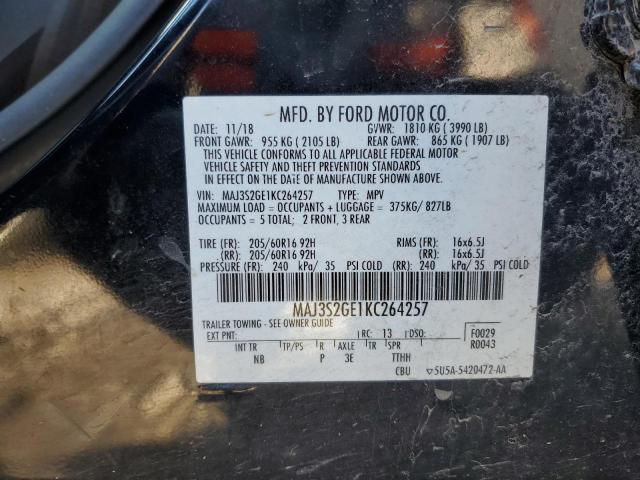 MFD. BY FORD MOTOR CO.
DATE: 11/18 GVWR: 1810 KG ( 3990 LB)
FRONT GAWR: 955 KG ( 2105 LB) REAR GAWR: 865 KG ( 1907 LB)
THIS VEHICLE CONFORMS TO ALL APPLICABLE FEDERAL MOTOR
VEHICLE SAFETY AND THEFT PREVENTION STANDARDS
IN EFFECT ON THE DATE OF MANUFACTURE SHOWN ABOVE.
VIN: MAJ3S2GE1KC264257 TYPE: MPV
MAXIMUM LOAD = OCCUPANTS + LUGGAGE = 375KG/ 827LB
OCCUPANTS = 5 TOTAL; 2 FRONT, 3 REAR
TIRE (FR): 205/60R16 92H RIMS (FR): 16x6.5J
(RR): 205/60R16 92H (RR): 16x6.5J
PRESSURE (FR): 240 kPa/ 35 PSI COLD (RR): 240 kPa/ 35 PSI COLD
MAJ3S2GE1KC264257
TRAILER TOWING - SEE OWNER GUIDE
EXT PNT: RC: 13 DSO: F0029
INT TR TP/PS R AXLE TR SPR R0043
NB P 3E TTHH
CBU 5U5A-5420472-AA